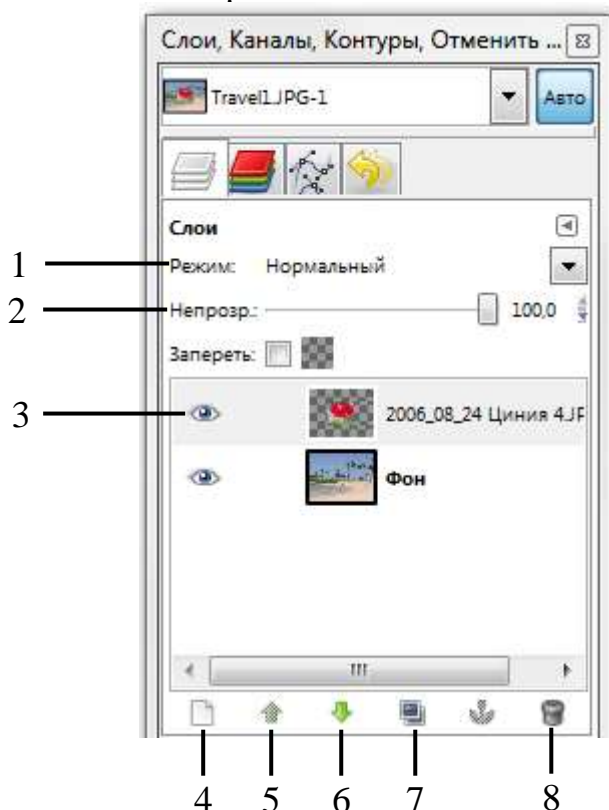 Слои, Каналы, Контуры, Отменить ...
Travel1.JPG-1
Авто
Слои
1 Режим: Нормальный
2 Непрозр.: 100,0
Запереть:
3 2006_08_24 Циния 4.JP
Фон
4 5 6 7 8